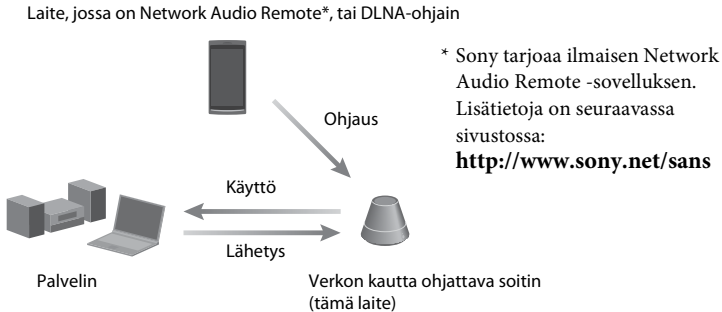 Laite, jossa on Network Audio Remote*, tai DLNA-ohjain
* Sony tarjoaa ilmaisen Network
Audio Remote -sovelluksen.
Lisätietoja on seuraavassa
sivustossa:
http://www.sony.net/sans
Ohjaus
Käyttö
Lähetys
Palvelin
Verkon kautta ohjattava soitin
(tämä laite)